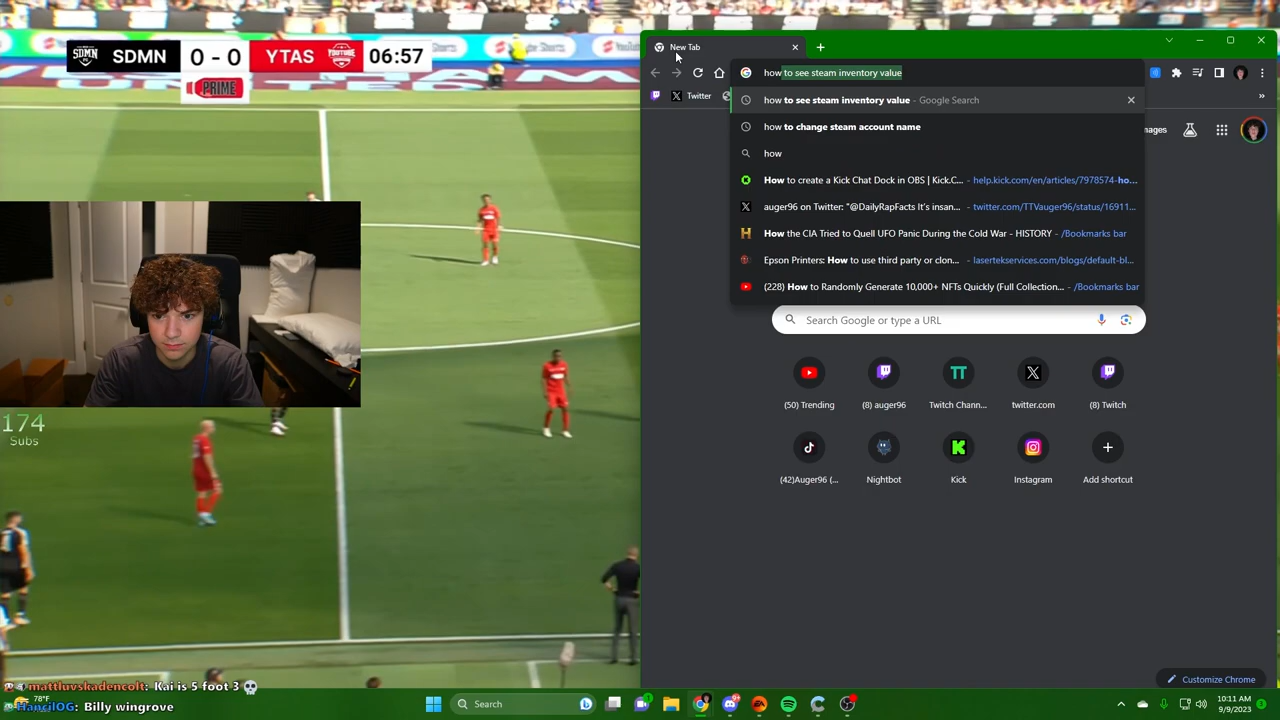 SDMN 0 - 0 YTAS 06:57
PRIME
New Tab
how to see steam inventory value
Twitter
how to see steam inventory value - Google Search
how to change steam account name
how
How to create a Kick Chat Dock in OBS | Kick.C... - help.kick.com/en/articles/7978574-ho...
auger96 on Twitter: "@DailyRapFacts It's insan... - twitter.com/TTVauger96/status/16911...
How the CIA Tried to Quell UFO Panic During the Cold War - HISTORY - /Bookmarks bar
Epson Printers: How to use third party or clon... - lasertekservices.com/blogs/default-bl...
(228) How to Randomly Generate 10,000+ NFTs Quickly (Full Collection... - /Bookmarks bar
mages
Search Google or type a URL
(50) Trending
(8) auger96
Twitch Chann...
twitter.com
(8) Twitch
(42)Auger96 (...
Nightbot
Kick
Instagram
Add shortcut
174
Subs
Customize Chrome
mattluvskadencolt: Kai is 5 foot 3
78°F
HangilOG: Billy wingrove
Search
10:11 AM
9/9/2023